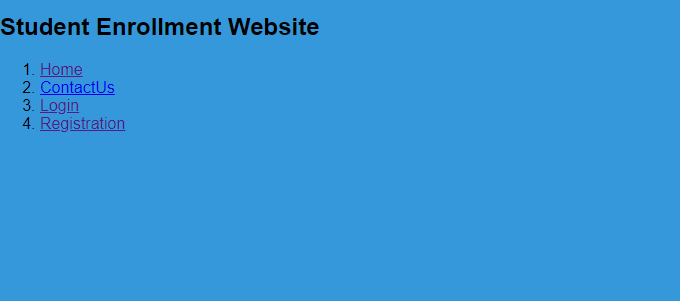 Student Enrollment Website
1. Home
2. ContactUs
3. Login
4. Registration